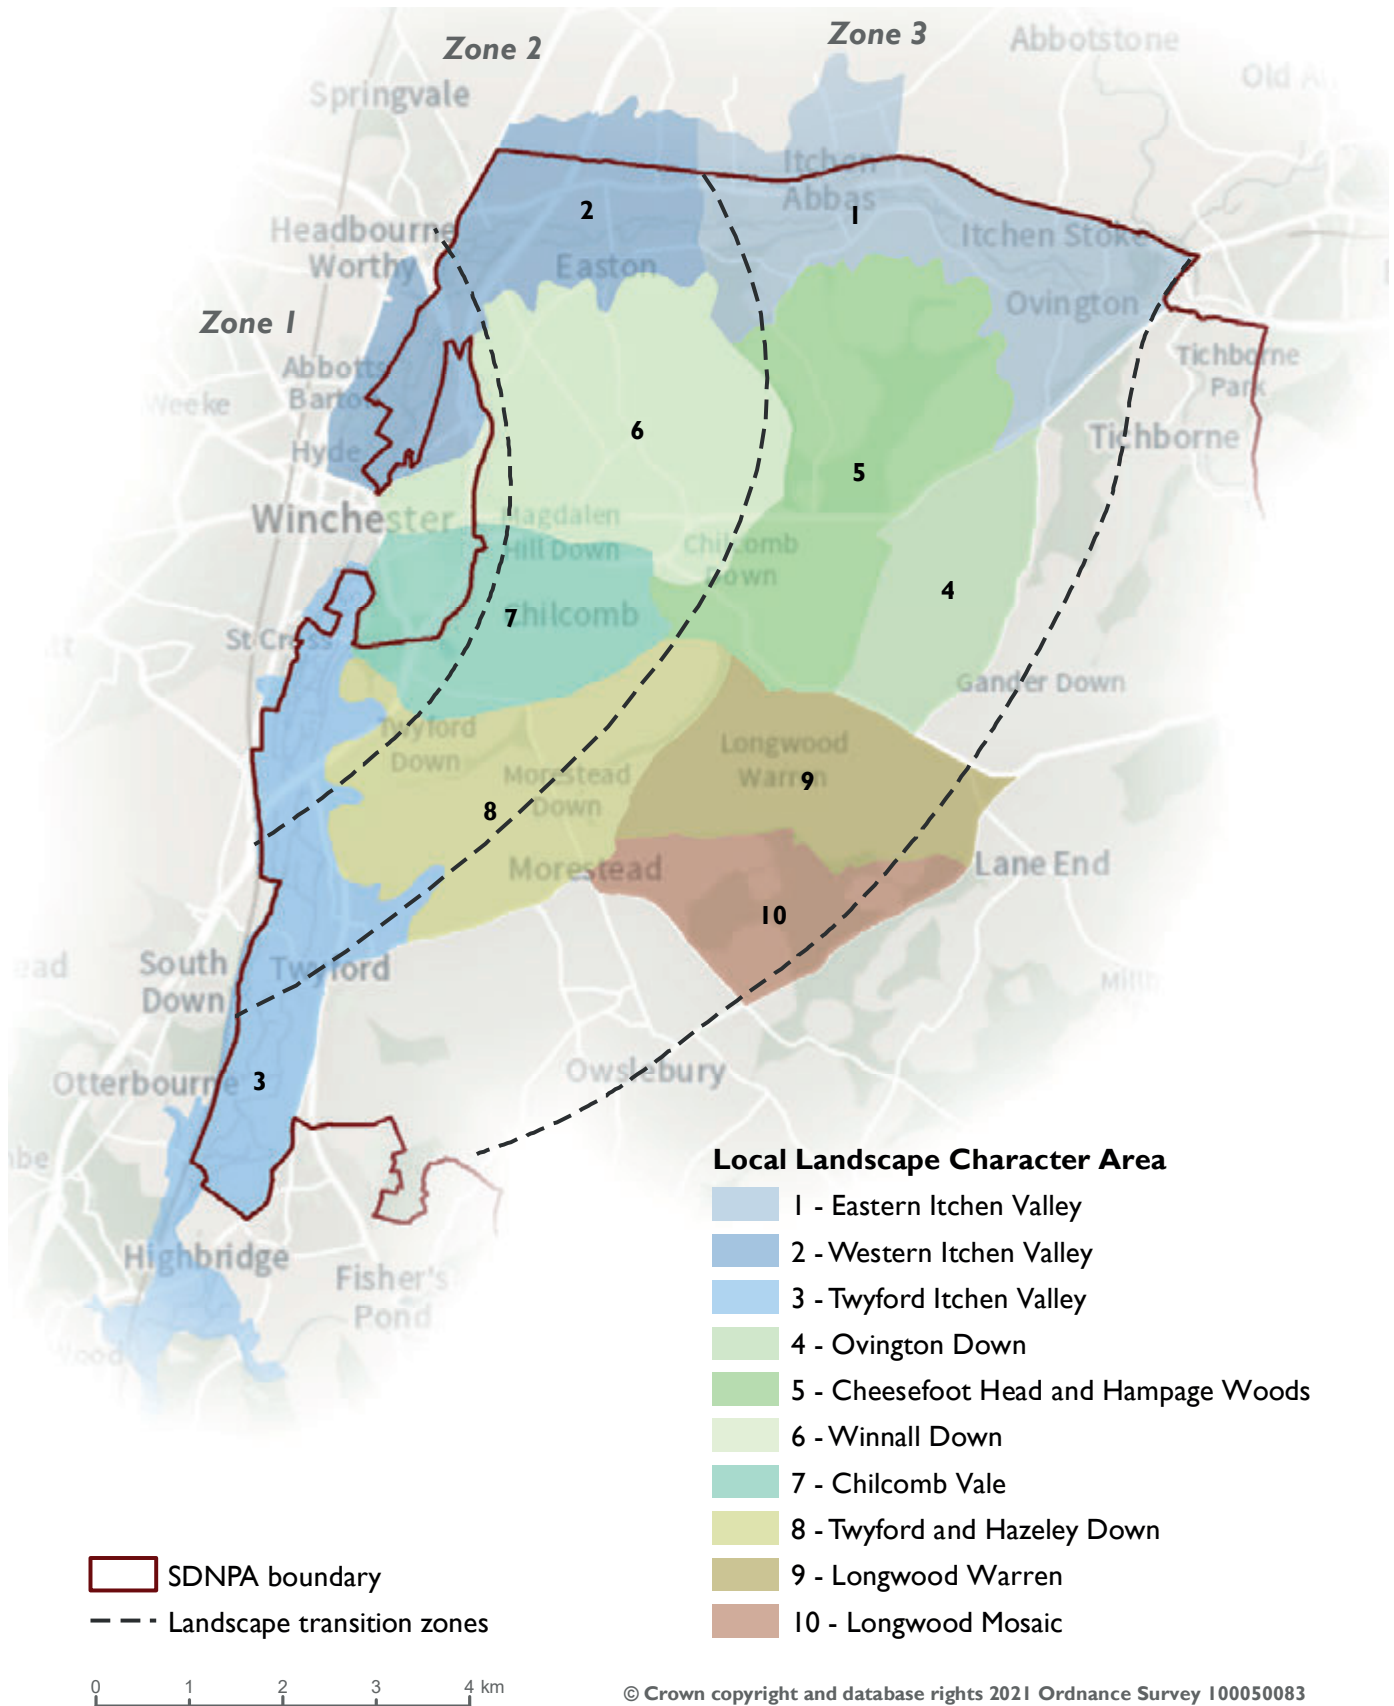 Zone 2
Zone 3
Abbotstone
Springvale
Itchen
Abbas
2
1
Headbourne
Worthy
Itchen Stoke
Easton
Ovington
Zone 1
Tichborne
Park
Abbotts
Barton
Weeke
6
Tichborne
Hyde
5
Winchester
Magdalen
Hill Down
Chilcomb
Down
4
7
Chilcomb
St Cross
Gander Down
Twyford
Down
Longwood
Warren
Morestead
Down
9
8
Morestead
Lane End
10
South
Down
Twyford
Owslebury
Otterbourne
3
Highbridge
Fisher's
Pond
Local Landscape Character Area
1 - Eastern Itchen Valley
2 - Western Itchen Valley
3 - Twyford Itchen Valley
4 - Ovington Down
5 - Cheesefoot Head and Hampage Woods
6 - Winnall Down
7 - Chilcomb Vale
8 - Twyford and Hazeley Down
9 - Longwood Warren
10 - Longwood Mosaic
SDNPA boundary
Landscape transition zones
0 1 2 3 4 km
© Crown copyright and database rights 2021 Ordnance Survey 100050083